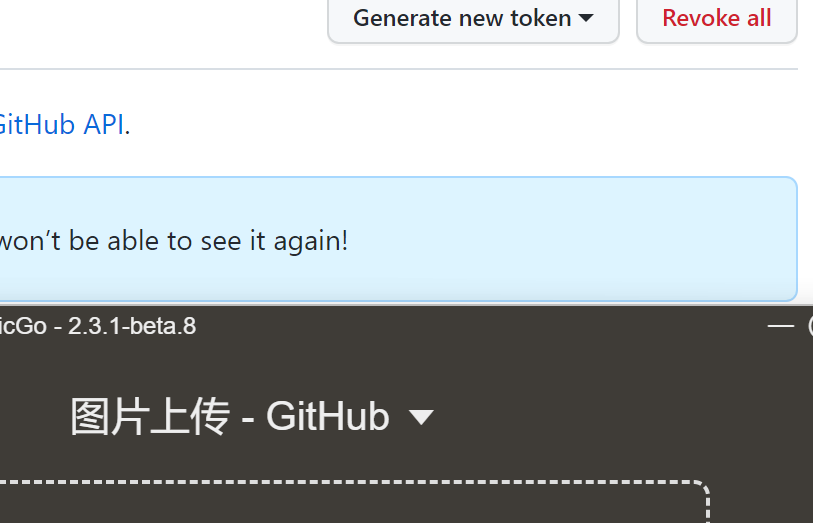 Generate new token
Revoke all
GitHub API.
won’t be able to see it again!
icGo - 2.3.1-beta.8
图片上传 - GitHub